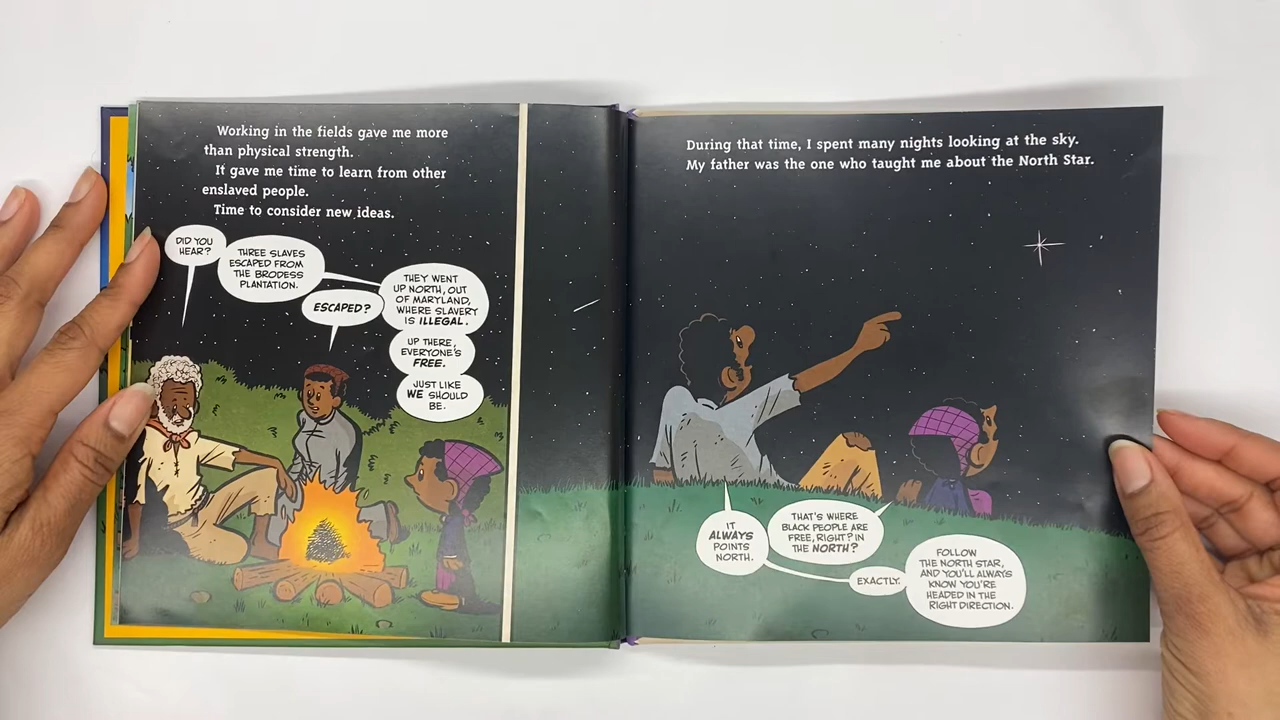 Working in the fields gave me more
than physical strength.
It gave me time to learn from other
enslaved people.
Time to consider new ideas.
DID YOU
HEAR?
THREE SLAVES
ESCAPED FROM
THE BRODESS
PLANTATION.
ESCAPED?
THEY WENT
UP NORTH, OUT
OF MARYLAND,
WHERE SLAVERY
IS ILLEGAL.
UP THERE,
EVERYONE'S
FREE.
JUST LIKE
WE SHOULD
BE.
During that time, I spent many nights looking at the sky.
My father was the one who taught me about the North Star.
IT
ALWAYS
POINTS
NORTH.
THAT'S WHERE
BLACK PEOPLE ARE
FREE, RIGHT? IN
THE NORTH?
EXACTLY.
FOLLOW
THE NORTH STAR,
AND YOU'LL ALWAYS
KNOW YOU'RE
HEADED IN THE
RIGHT DIRECTION.